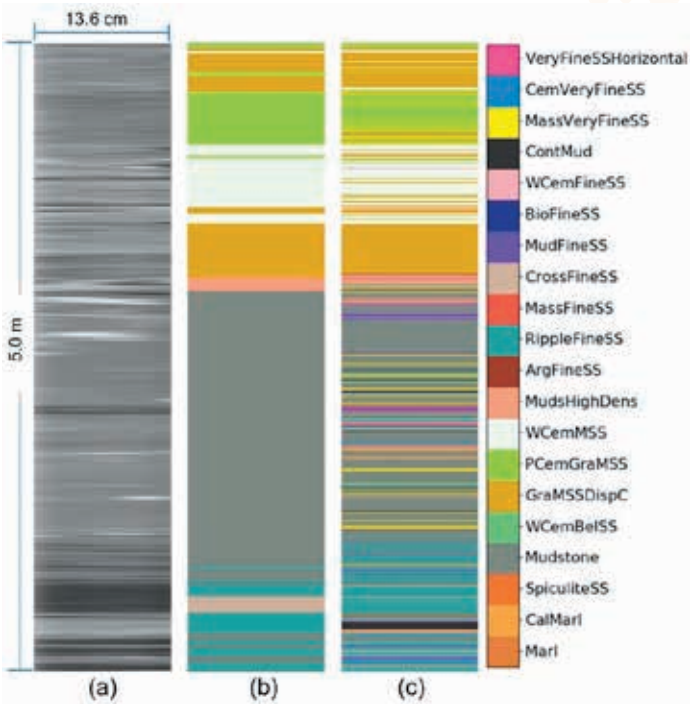 13.6 cm
5.0 m
VeryFineSSHorizontal
CemVeryFineSS
MassVeryFineSS
ContMud
WCemFineSS
BioFineSS
MudFineSS
CrossFineSS
MassFineSS
RippleFineSS
ArgFineSS
MudsHighDens
WCemMSS
PCemGraMSS
GraMSSDispC
WCemBelSS
Mudstone
SpiculiteSS
CalMarl
Marl
(a)
(b)
(c)